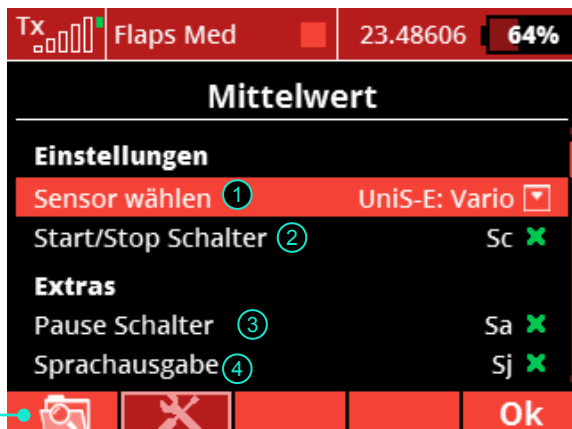 Tx Flaps Med 23.48606 64%
Mittelwert
Einstellungen
Sensor wählen 1 UniS-E: Vario
Start/Stop Schalter 2 Sc
Extras
Pause Schalter 3 Sa
Sprachausgabe 4 Sj
Ok